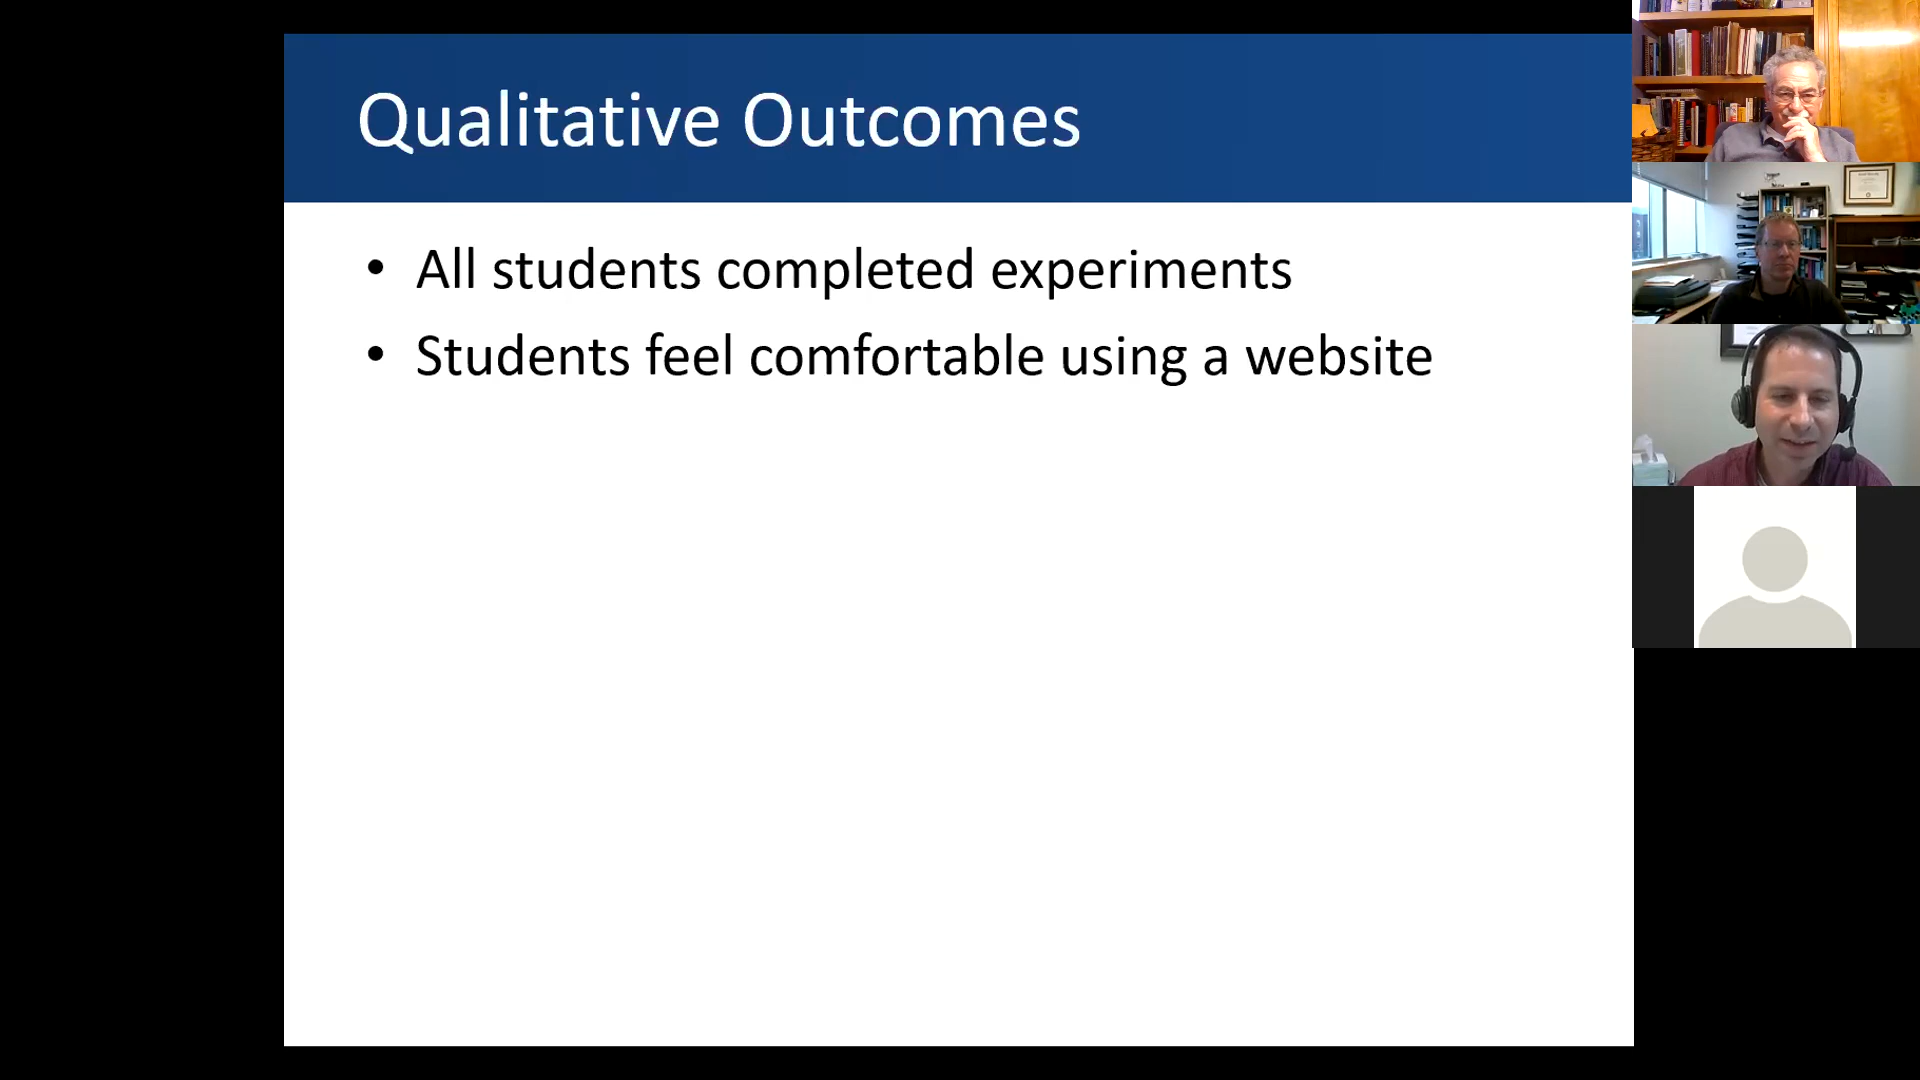 Qualitative Outcomes
• All students completed experiments
• Students feel comfortable using a website